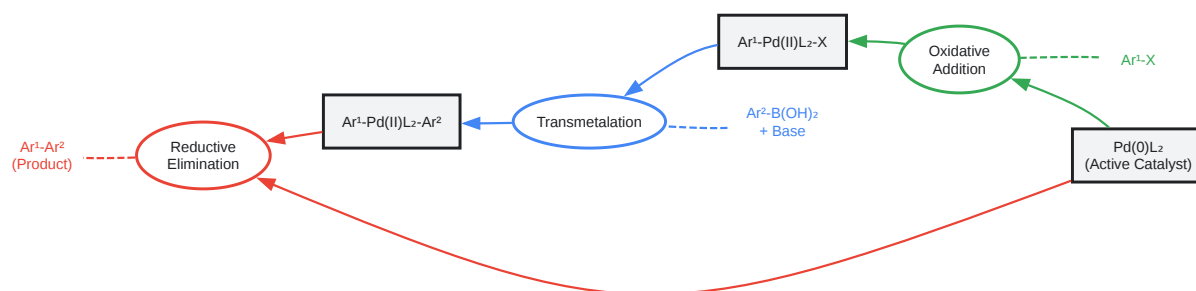 Ar¹-Pd(II)L₂-X
Oxidative
Addition
Ar¹-X
Ar¹-Pd(II)L₂-Ar²
Transmetalation
Ar²-B(OH)₂
+ Base
Ar¹-Ar²
(Product)
Reductive
Elimination
Pd(0)L₂
(Active Catalyst)